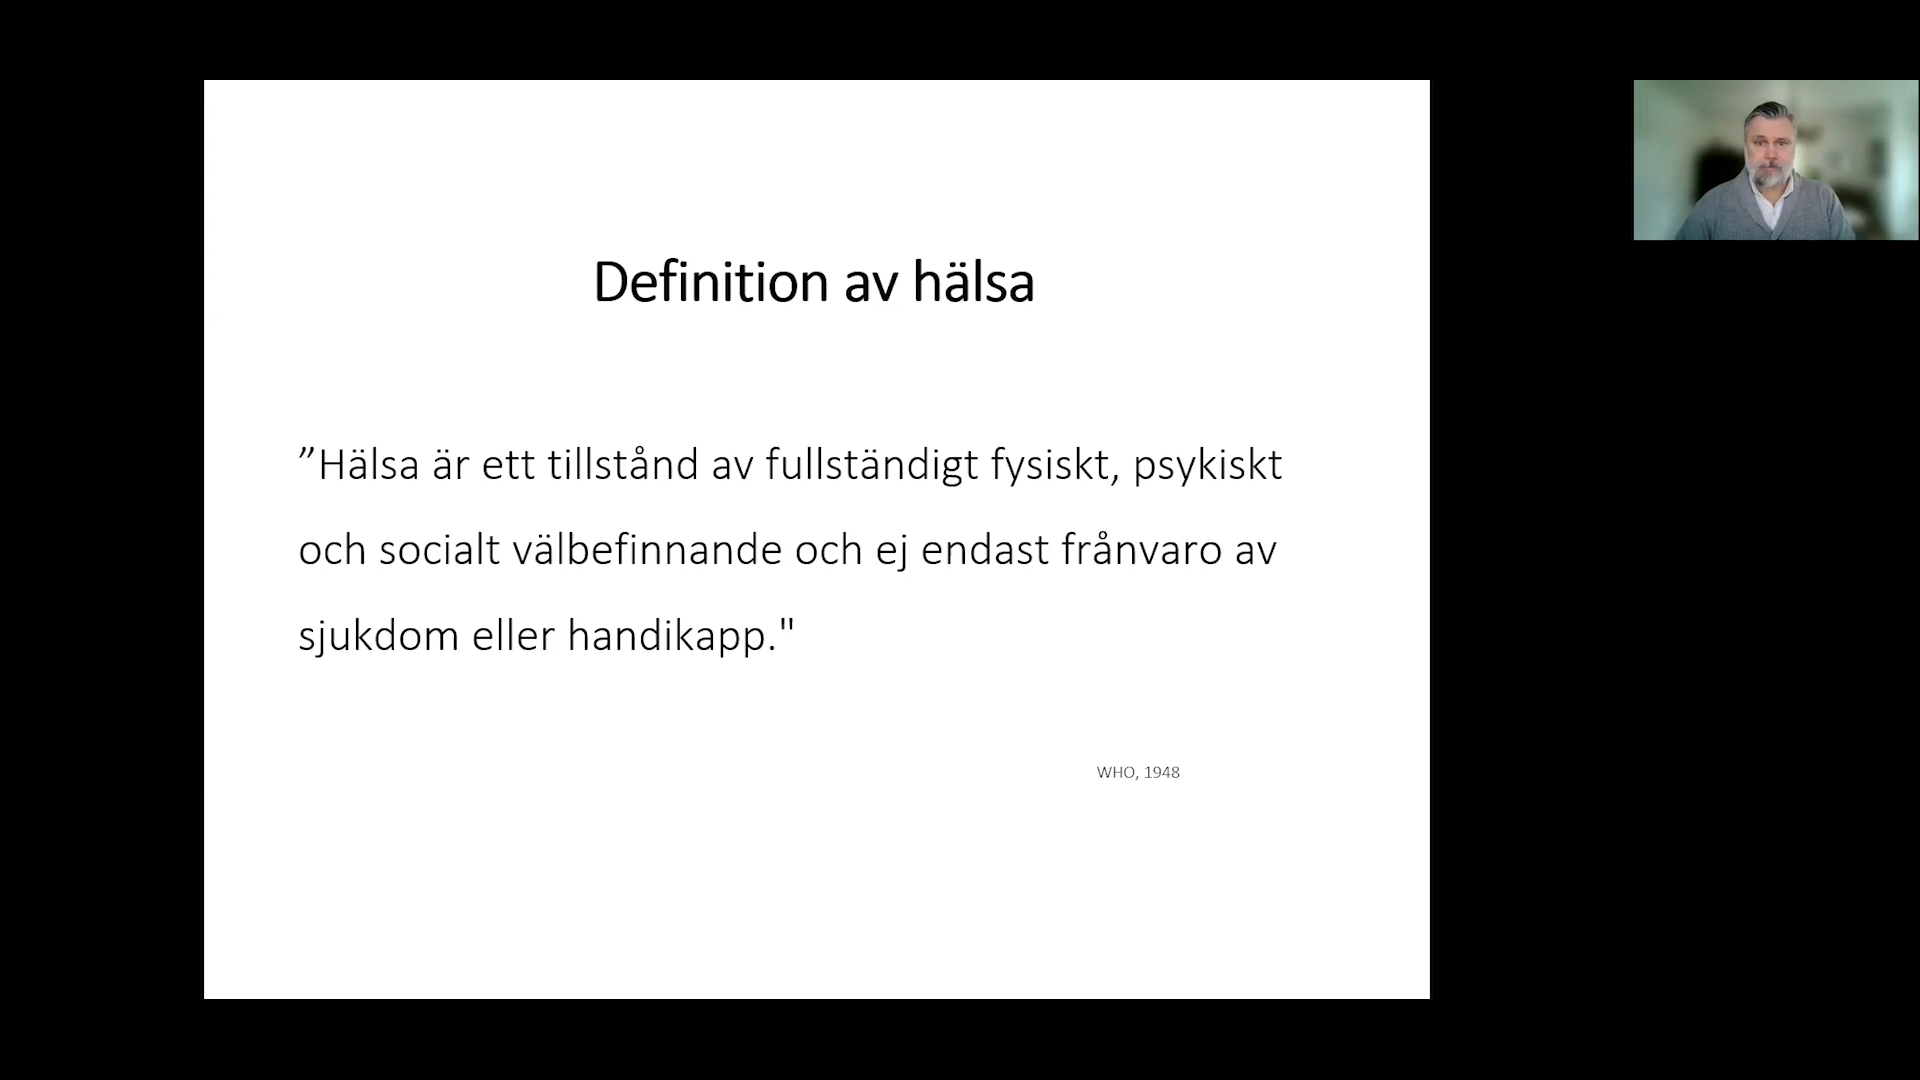 Definition av hälsa
”Hälsa är ett tillstånd av fullständigt fysiskt, psykiskt
och socialt välbefinnande och ej endast frånvaro av
sjukdom eller handikapp."
WHO, 1948